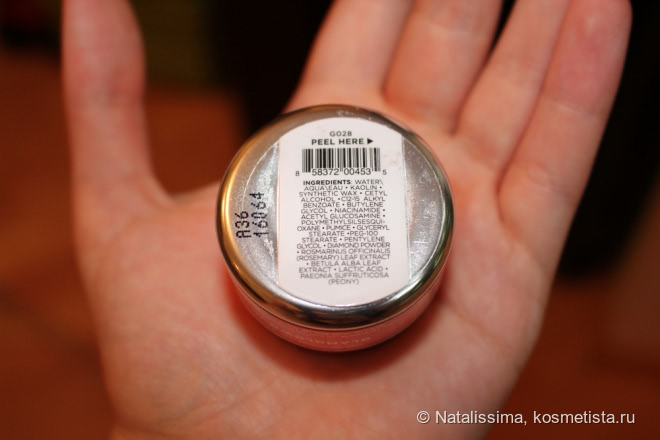 G028
PEEL HERE ▶
8 58372 00453 5
INGREDIENTS: WATER\
AQUA\EAU • KAOLIN •
SYNTHETIC WAX • CETYL
ALCOHOL • C12-15 ALKYL
BENZOATE • BUTYLENE
GLYCOL • NIACINAMIDE •
ACETYL GLUCOSAMINE •
POLYMETHYLSILSESQUI-
OXANE • PUMICE • GLYCERYL
STEARATE •PEG-100
STEARATE • PENTYLENE
GLYCOL • DIAMOND POWDER
• ROSMARINUS OFFICINALIS
(ROSEMARY) LEAF EXTRACT
• BETULA ALBA LEAF
EXTRACT • LACTIC ACID •
PAEONIA SUFFRUTICOSA
(PEONY)
A36
16064
© Natalissima, kosmetista.ru